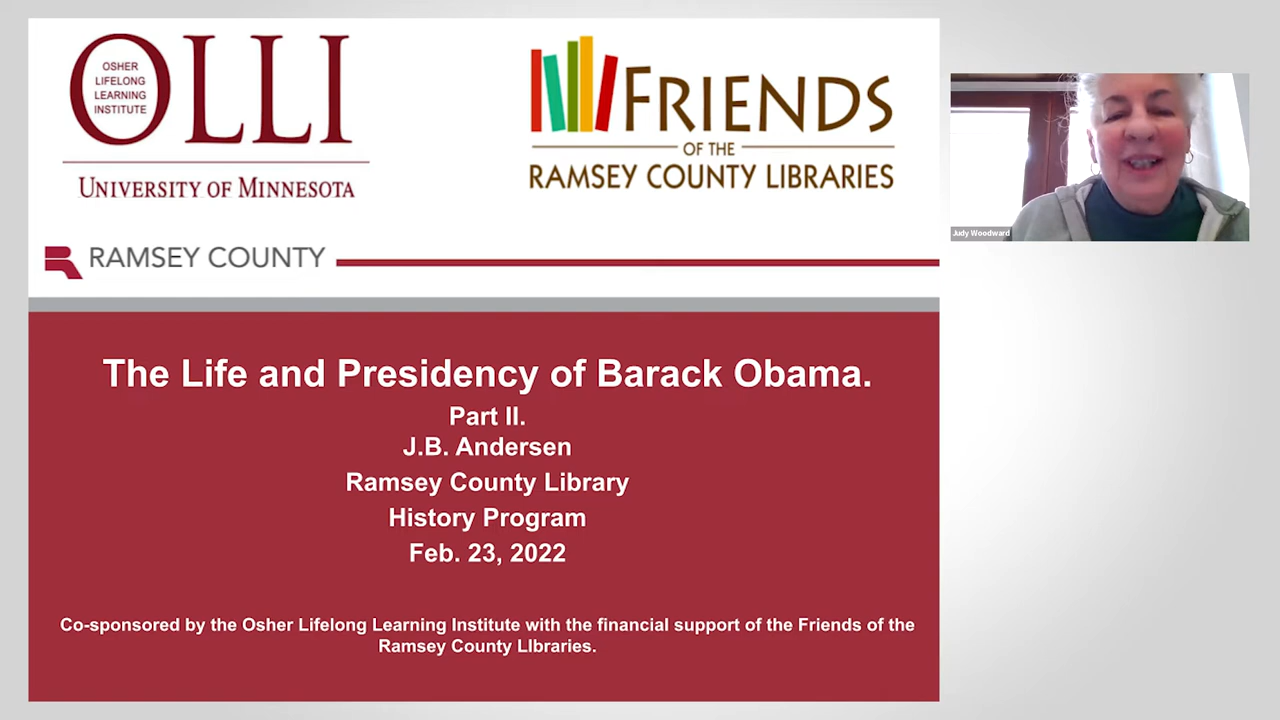 OSHER
LIFELONG
LEARNING
INSTITUTE
OLLI
UNIVERSITY OF MINNESOTA
FRIENDS
OF THE
RAMSEY COUNTY LIBRARIES
RAMSEY COUNTY
Judy Woodward
The Life and Presidency of Barack Obama.
Part II.
J.B. Andersen
Ramsey County Library
History Program
Feb. 23, 2022
Co-sponsored by the Osher Lifelong Learning Institute with the financial support of the Friends of the
Ramsey County LIbraries.